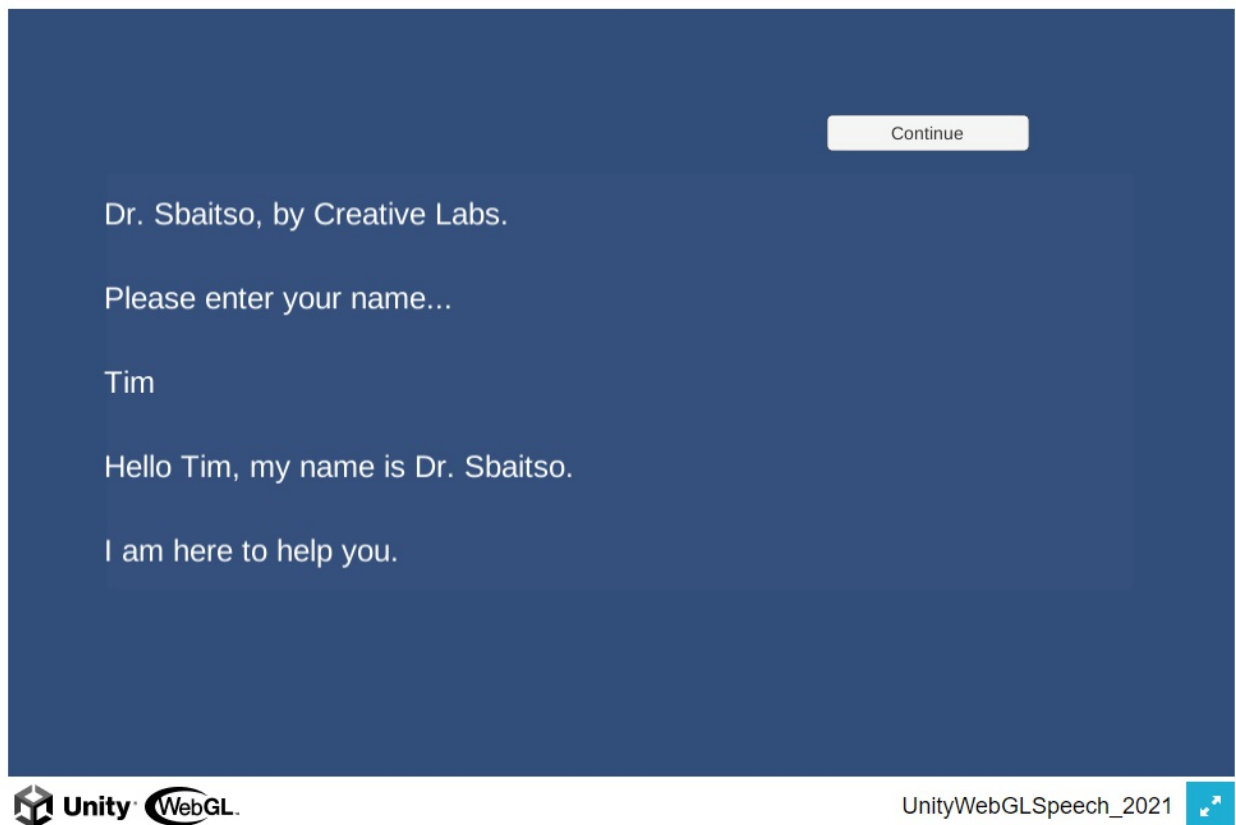 Continue
Dr. Sbaitso, by Creative Labs.
Please enter your name...
Tim
Hello Tim, my name is Dr. Sbaitso.
I am here to help you.
Unity WebGL
UnityWebGLSpeech_2021